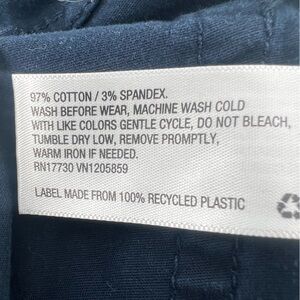 97% COTTON / 3% SPANDEX.
WASH BEFORE WEAR, MACHINE WASH COLD
WITH LIKE COLORS GENTLE CYCLE, DO NOT BLEACH,
TUMBLE DRY LOW, REMOVE PROMPTLY,
WARM IRON IF NEEDED.
RN17730 VN1205859
LABEL MADE FROM 100% RECYCLED PLASTIC